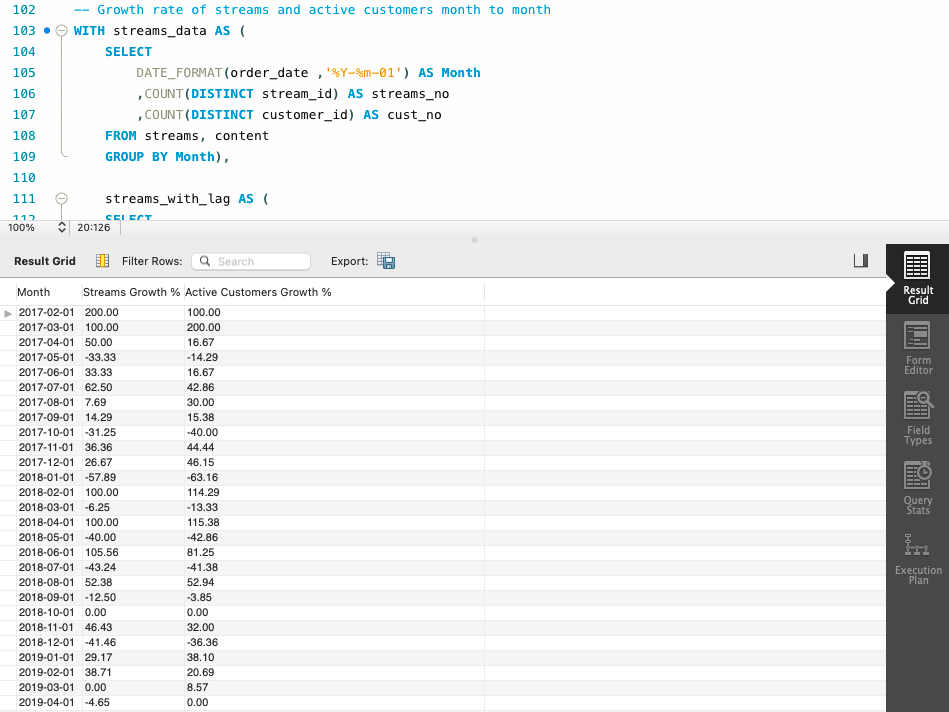 102 -- Growth rate of streams and active customers month to month
103 WITH streams_data AS (
104 SELECT
105 DATE_FORMAT(order_date ,'%Y-%m-01') AS Month
106 ,COUNT(DISTINCT stream_id) AS streams_no
107 ,COUNT(DISTINCT customer_id) AS cust_no
108 FROM streams, content
109 GROUP BY Month),
110
111 streams_with_lag AS (
112 SELECT
100% 20:126
Result Grid Filter Rows: Search Export:
Month Streams Growth % Active Customers Growth %
2017-02-01 200.00 100.00
2017-03-01 100.00 200.00
2017-04-01 50.00 16.67
2017-05-01 -33.33 -14.29
2017-06-01 33.33 16.67
2017-07-01 62.50 42.86
2017-08-01 7.69 30.00
2017-09-01 14.29 15.38
2017-10-01 -31.25 -40.00
2017-11-01 36.36 44.44
2017-12-01 26.67 46.15
2018-01-01 -57.89 -63.16
2018-02-01 100.00 114.29
2018-03-01 -6.25 -13.33
2018-04-01 100.00 115.38
2018-05-01 -40.00 -42.86
2018-06-01 105.56 81.25
2018-07-01 -43.24 -41.38
2018-08-01 52.38 52.94
2018-09-01 -12.50 -3.85
2018-10-01 0.00 0.00
2018-11-01 46.43 32.00
2018-12-01 -41.46 -36.36
2019-01-01 29.17 38.10
2019-02-01 38.71 20.69
2019-03-01 0.00 8.57
2019-04-01 -4.65 0.00
Result
Grid
Form
Editor
Field
Types
Query
Stats
Execution
Plan